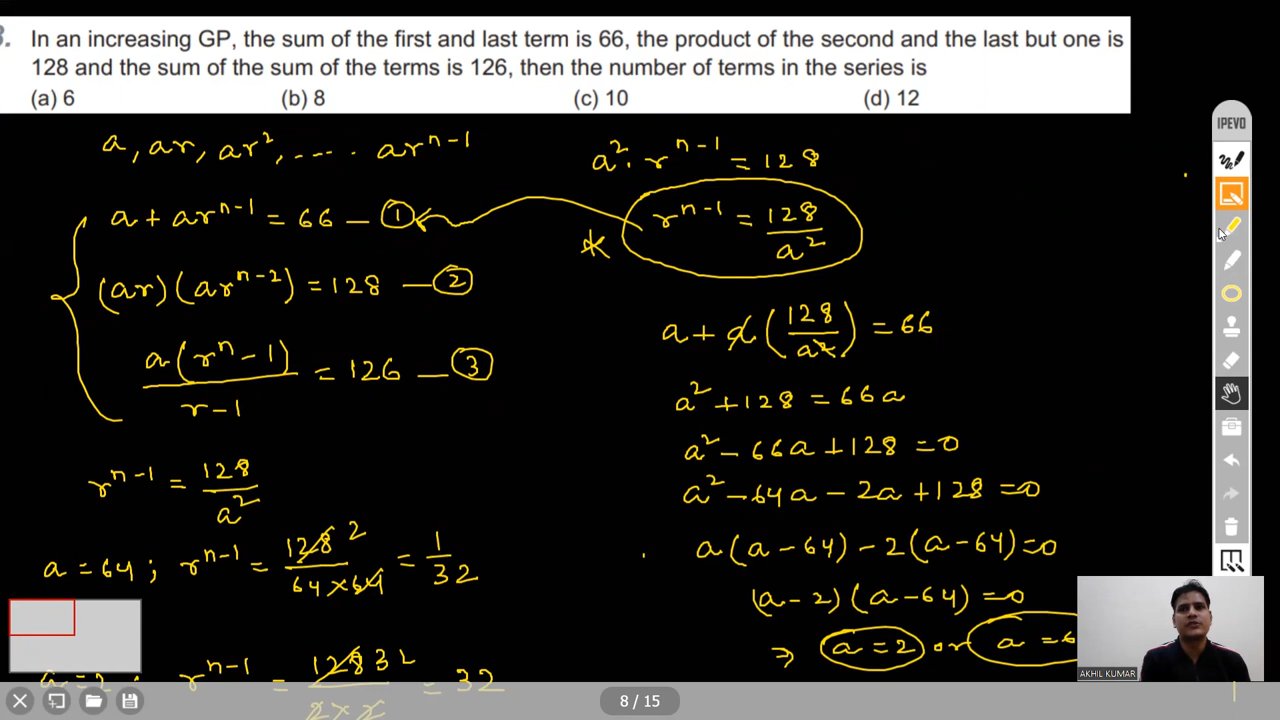 3. In an increasing GP, the sum of the first and last term is 66, the product of the second and the last but one is
128 and the sum of the sum of the terms is 126, then the number of terms in the series is
(a) 6 (b) 8 (c) 10 (d) 12
IPEVO
a, ar, ar², .... arⁿ⁻¹
a + arⁿ⁻¹ = 66 — ①
(ar)(arⁿ⁻²) = 128 — ②
a(rⁿ - 1) / r - 1 = 126 — ③
rⁿ⁻¹ = 128 / a²
a = 64 ; rⁿ⁻¹ = 128 2 / 64 × 64 = 1 / 32
a = 2 ; rⁿ⁻¹ = 128 32 / 2 × 2 = 32
a² . rⁿ⁻¹ = 128
* rⁿ⁻¹ = 128 / a²
a + a (128 / a²) = 66
a² + 128 = 66a
a² - 66a + 128 = 0
a² - 64a - 2a + 128 = 0
a(a - 64) - 2(a - 64) = 0
(a - 2)(a - 64) = 0
⇒ a = 2 or a = 6
AKHIL KUMAR
8 / 15